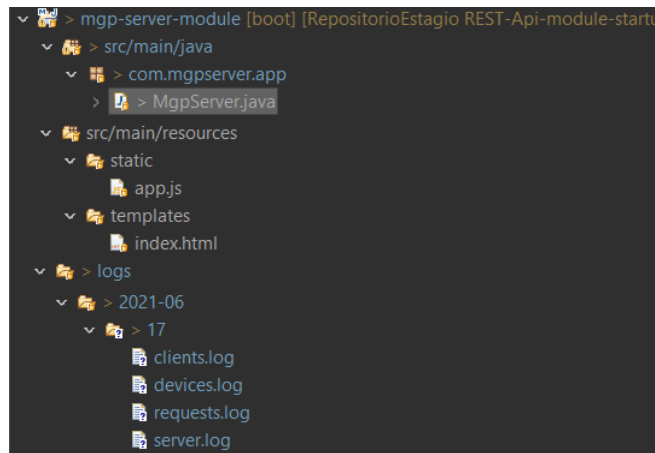 > mgp-server-module [boot] [RepositorioEstagio REST-Api-module-startu
> src/main/java
> com.mgpserver.app
> MgpServer.java
src/main/resources
static
app.js
templates
index.html
> logs
> 2021-06
> 17
clients.log
devices.log
requests.log
server.log